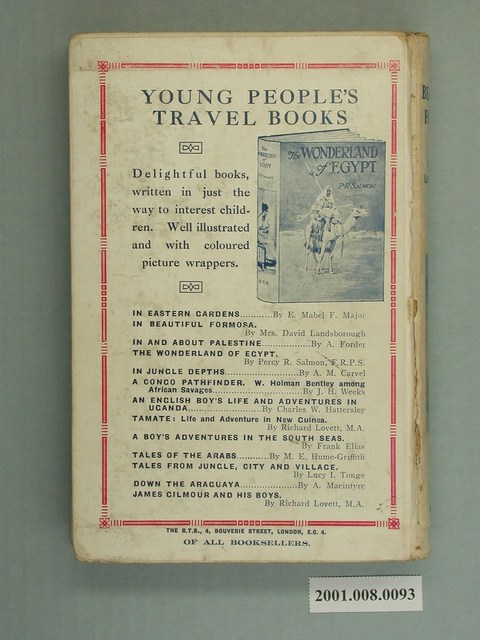 YOUNG PEOPLE'S
TRAVEL BOOKS
Delightful books,
written in just the
way to interest child-
ren. Well illustrated
and with coloured
picture wrappers.
The WONDERLAND
of EGYPT
P.R. SALMON
IN EASTERN GARDENS............By E. Mabel F. Major
IN BEAUTIFUL FORMOSA.
By Mrs. David Landsborough
IN AND ABOUT PALESTINE..................By A. Forder
THE WONDERLAND OF EGYPT.
By Percy R. Salmon, F.R.P.S.
IN JUNGLE DEPTHS........................By A. M. Carvel
A CONGO PATHFINDER. W. Holman Bentley among
African Savages........................By J. H. Weeks
AN ENGLISH BOY'S LIFE AND ADVENTURES IN
UGANDA........................By Charles W. Hattersley
TAMATE: Life and Adventure in New Guinea.
By Richard Lovett, M.A.
A BOY'S ADVENTURES IN THE SOUTH SEAS.
By Frank Elias
TALES OF THE ARABS..........By M. E. Hume-Griffith
TALES FROM JUNGLE, CITY AND VILLAGE.
By Lucy I. Tonge
DOWN THE ARAGUAYA..................By A. Macintyre
JAMES GILMOUR AND HIS BOYS.
By Richard Lovett, M.A.
THE R.T.S., 4, BOUVERIE STREET, LONDON, E.C. 4.
OF ALL BOOKSELLERS.
2001.008.0093